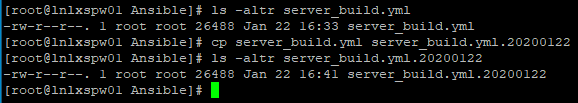 [root@lnlxspw01 Ansible]# ls -altr server_build.yml
-rw-r--r--. 1 root root 26488 Jan 22 16:33 server_build.yml
[root@lnlxspw01 Ansible]# cp server_build.yml server_build.yml.20200122
[root@lnlxspw01 Ansible]# ls -altr server_build.yml.20200122
-rw-r--r--. 1 root root 26488 Jan 22 16:41 server_build.yml.20200122
[root@lnlxspw01 Ansible]#